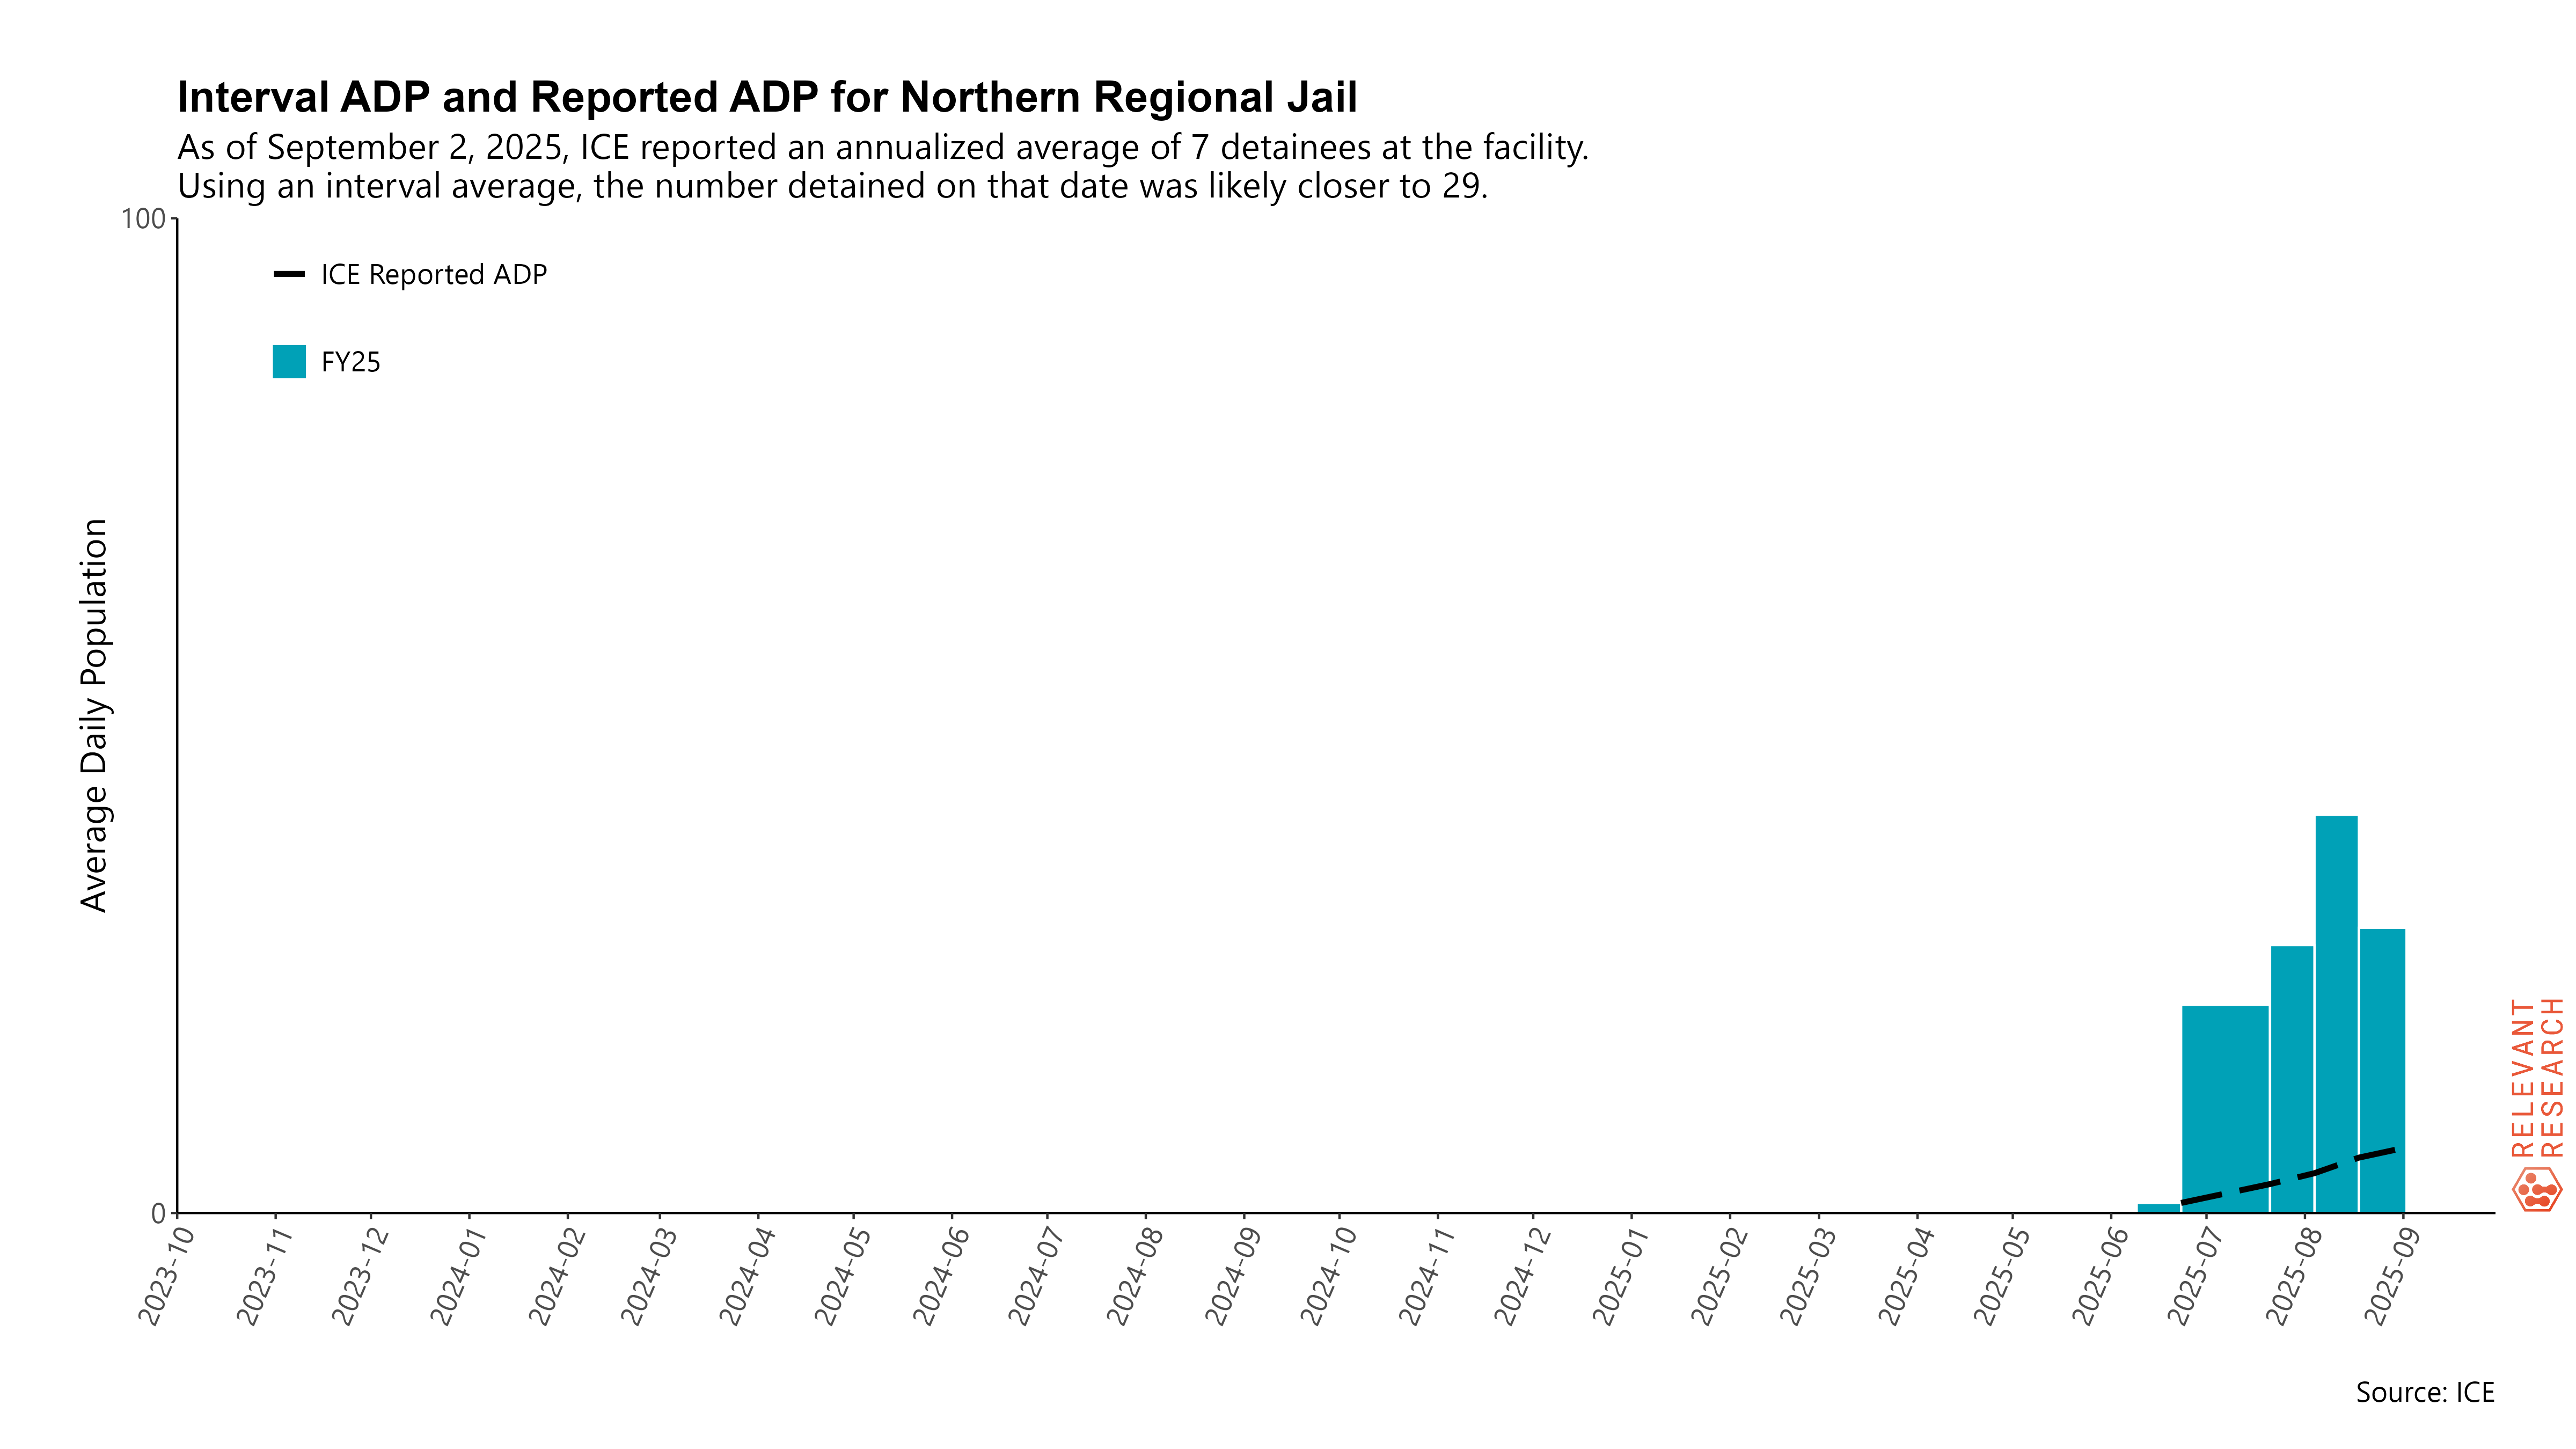 Interval ADP and Reported ADP for Northern Regional Jail
As of September 2, 2025, ICE reported an annualized average of 7 detainees at the facility.
Using an interval average, the number detained on that date was likely closer to 29.
100
ICE Reported ADP
FY25
Average Daily Population
0
2023-10
2023-11
2023-12
2024-01
2024-02
2024-03
2024-04
2024-05
2024-06
2024-07
2024-08
2024-09
2024-10
2024-11
2024-12
2025-01
2025-02
2025-03
2025-04
2025-05
2025-06
2025-07
2025-08
2025-09
RELEVANT
RESEARCH
Source: ICE